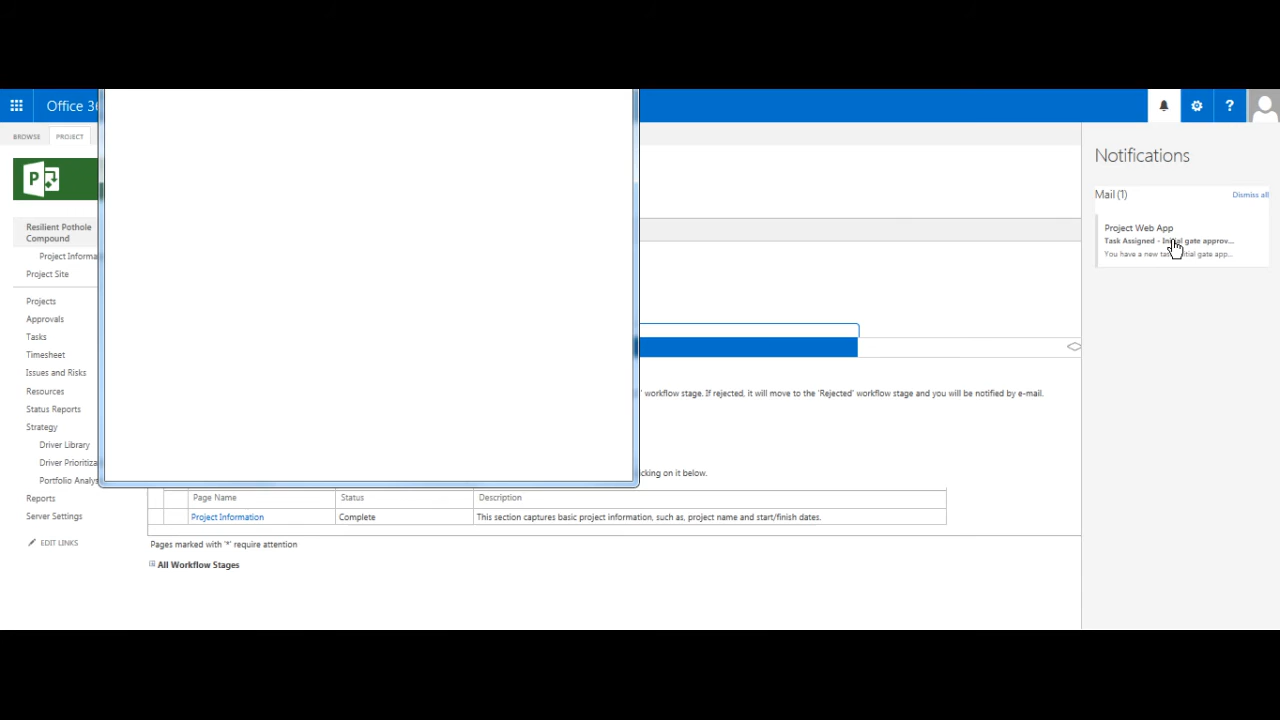 Office 36
BROWSE
PROJECT
Resilient Pothole
Compound
Project Informa
Project Site
Projects
Approvals
Tasks
Timesheet
Issues and Risks
Resources
Status Reports
Strategy
Driver Library
Driver Prioritiza
Portfolio Analys
Reports
Server Settings
EDIT LINKS
workflow stage. If rejected, it will move to the 'Rejected' workflow stage and you will be notified by e-mail.
icking on it below.
Page Name
Status
Description
Project Information
Complete
This section captures basic project information, such as, project name and start/finish dates.
Pages marked with '*' require attention
All Workflow Stages
?
Notifications
Mail (1)
Dismiss all
Project Web App
Task Assigned - Initial gate approv...
You have a new tas itial gate app...